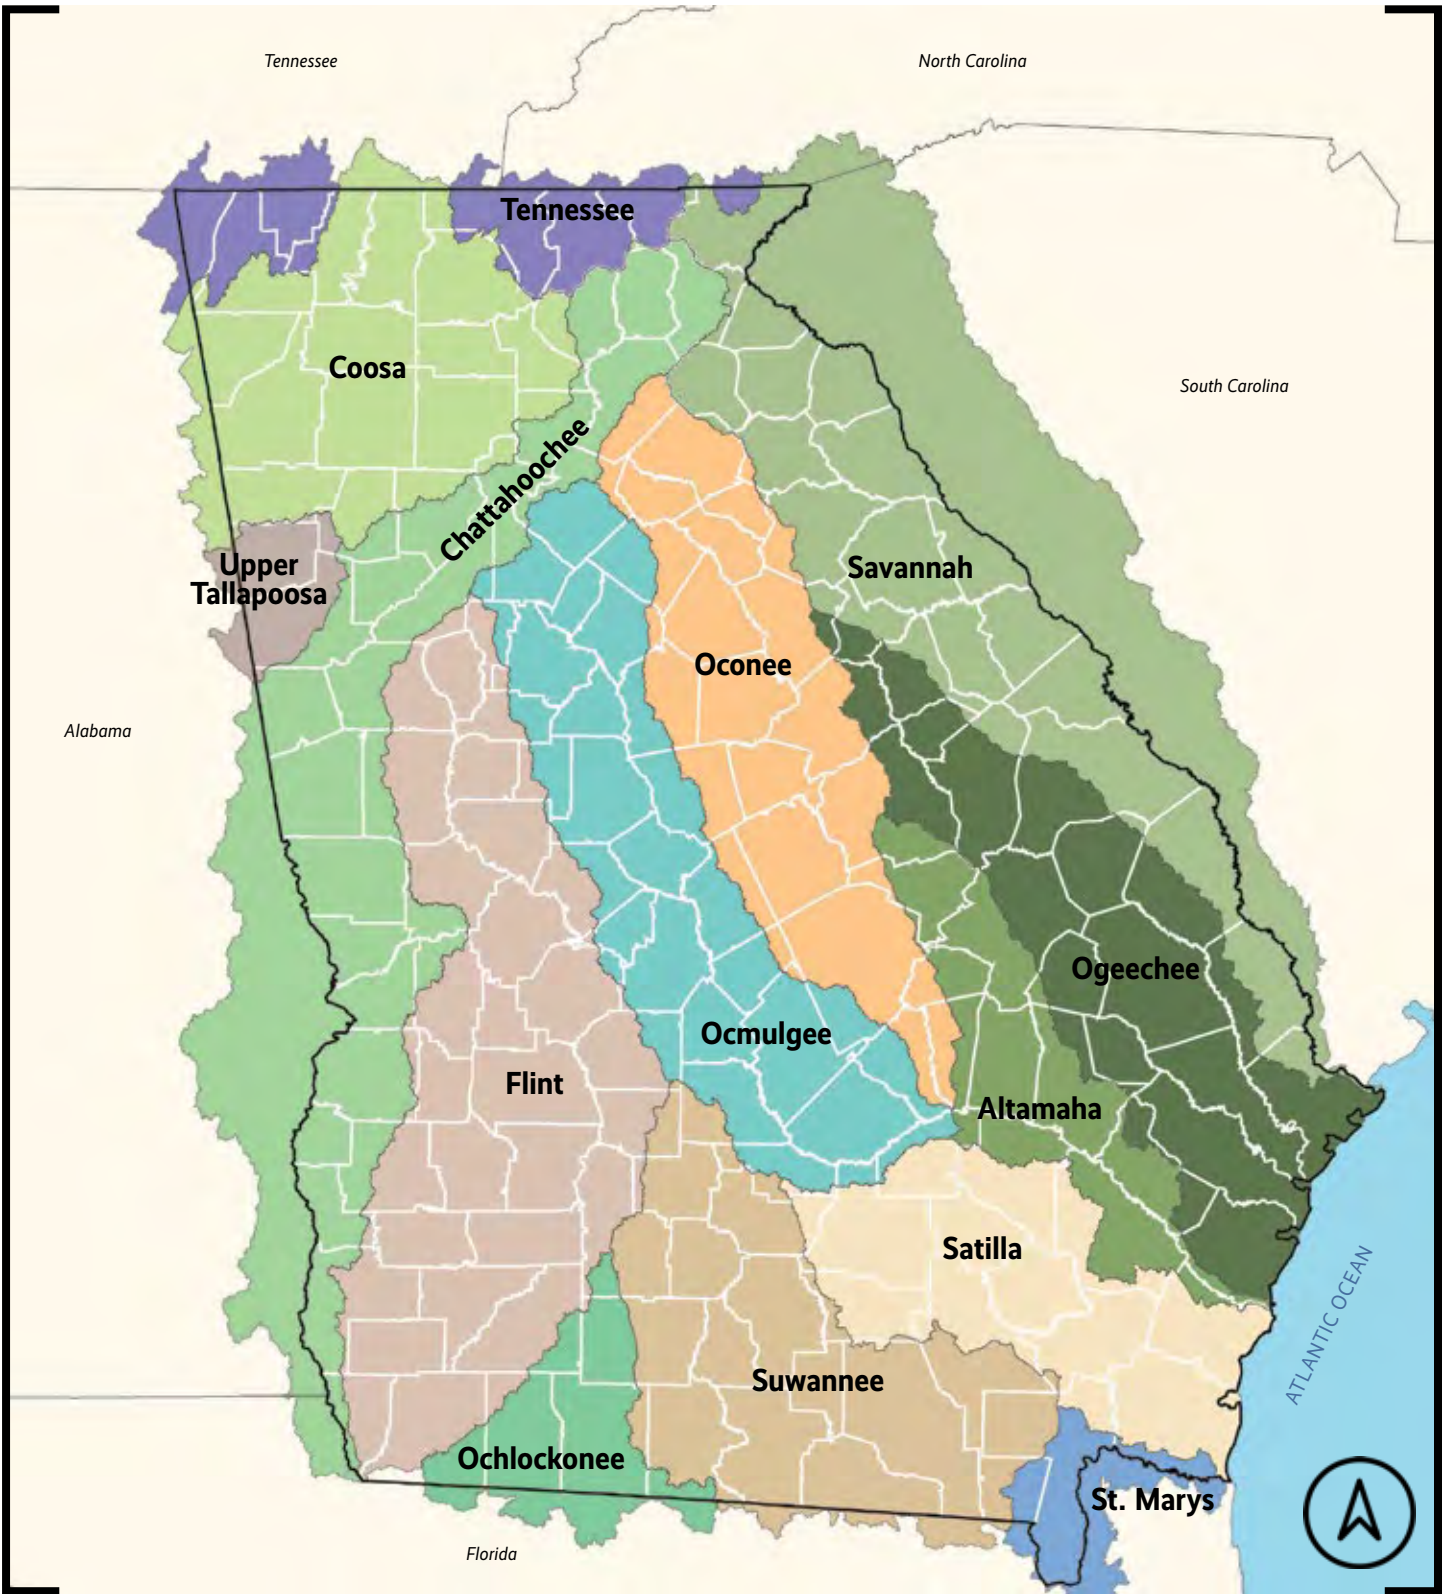 Tennessee
North Carolina
Tennessee
Coosa
South Carolina
Chattahoochee
Upper
Tallapoosa
Savannah
Oconee
Alabama
Ogeechee
Ocmulgee
Flint
Altamaha
Satilla
ATLANTIC OCEAN
Suwannee
Ochlockonee
St. Marys
Florida